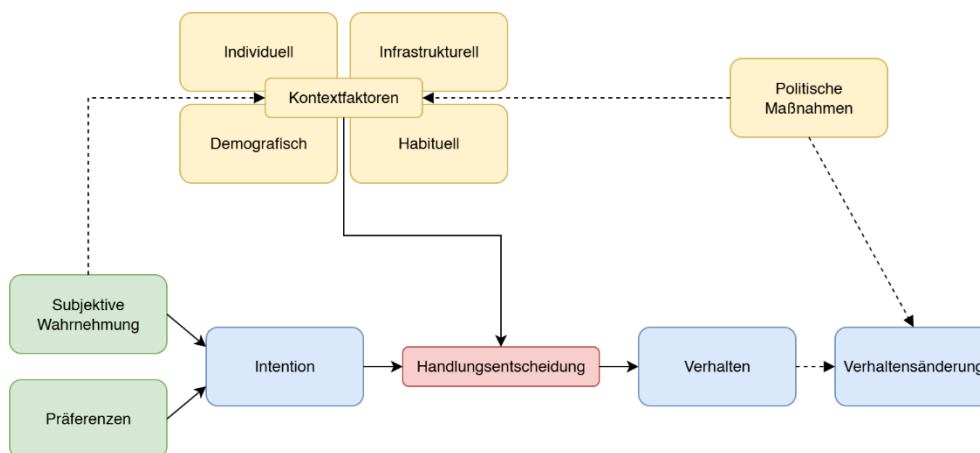 Individuell
Infrastrukturell
Kontextfaktoren
Demografisch
Habituell
Politische
Maßnahmen
Subjektive
Wahrnehmung
Präferenzen
Intention
Handlungsentscheidung
Verhalten
Verhaltensänderung